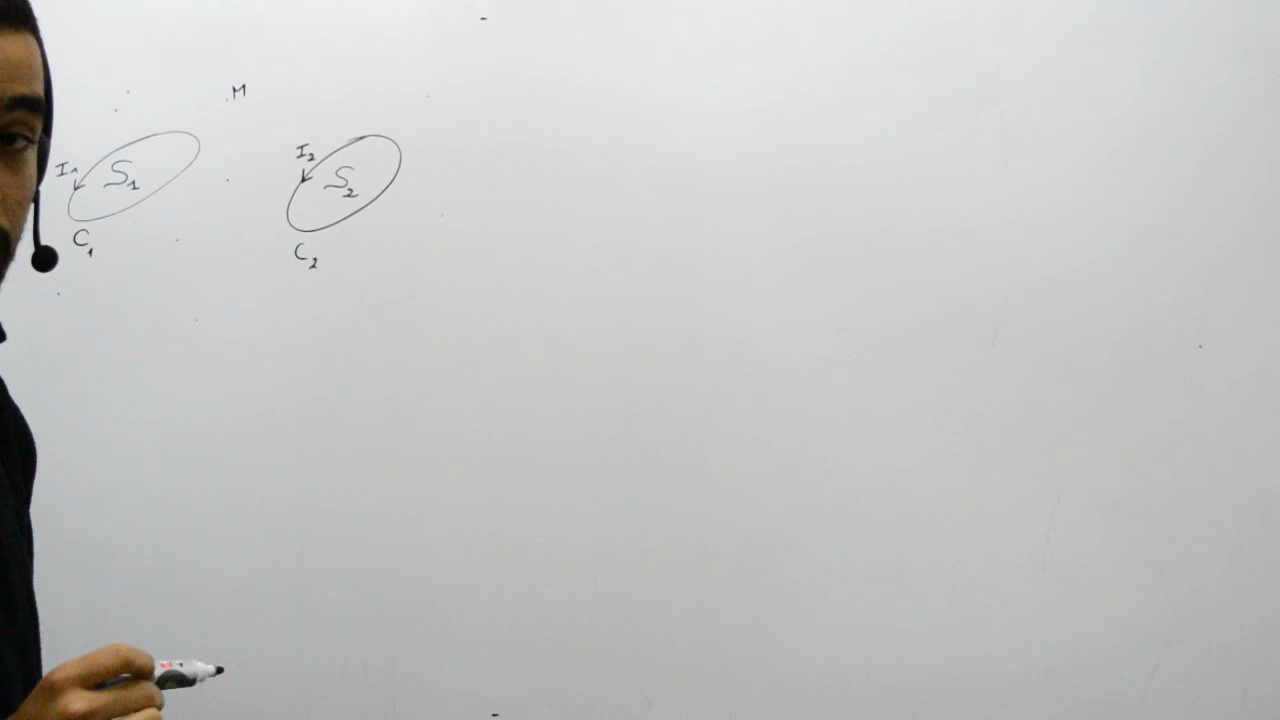 M
I₁ S₁
C₁
I₂ S₂
C₂